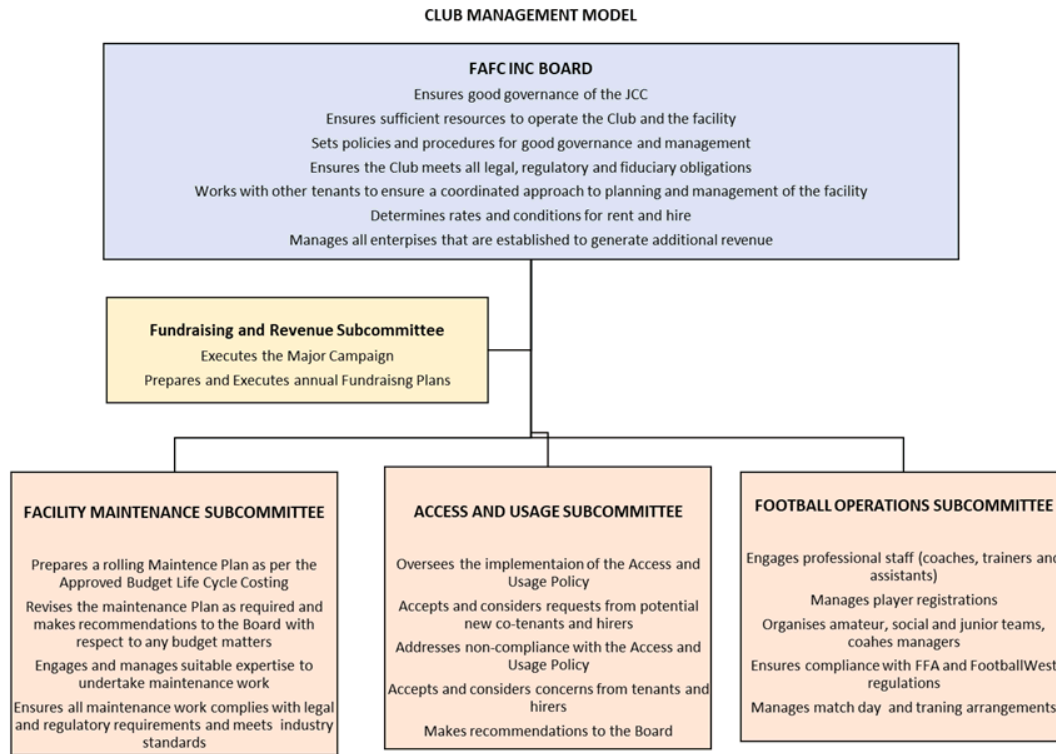 CLUB MANAGEMENT MODEL
FAFC INC BOARD
Ensures good governance of the JCC
Ensures sufficient resources to operate the Club and the facility
Sets policies and procedures for good governance and management
Ensures the Club meets all legal, regulatory and fiduciary obligations
Works with other tenants to ensure a coordinated approach to planning and management of the facility
Determines rates and conditions for rent and hire
Manages all enterpises that are established to generate additional revenue
Fundraising and Revenue Subcommittee
Executes the Major Campaign
Prepares and Executes annual Fundraisng Plans
FACILITY MAINTENANCE SUBCOMMITTEE
Prepares a rolling Maintence Plan as per the
Approved Budget Life Cycle Costing
Revises the maintenance Plan as required and
makes recommendations to the Board with
respect to any budget matters
Engages and manages suitable expertise to
undertake maintenance work
Ensures all maintenance work complies with legal
and regulatory requirements and meets industry
standards
ACCESS AND USAGE SUBCOMMITTEE
Oversees the implementaion of the Access and
Usage Policy
Accepts and considers requests from potential
new co-tenants and hirers
Addresses non-compliance with the Access and
Usage Policy
Accepts and considers concerns from tenants and
hirers
Makes recommendations to the Board
FOOTBALL OPERATIONS SUBCOMMITTEE
Engages professional staff (coaches, trainers and
assistants)
Manages player registrations
Organises amateur, social and junior teams,
coahes managers
Ensures compliance with FFA and FootballWest
regulations
Manages match day and traning arrangements